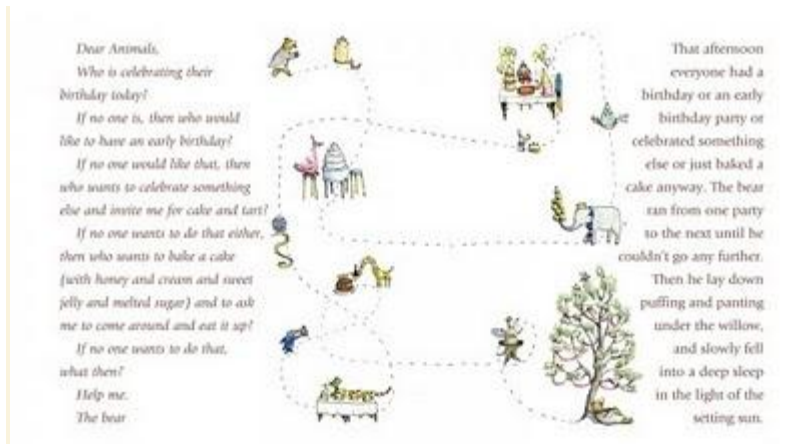 Dear Animals,
Who is celebrating their
birthday today?
If no one is, then who would
like to have an early birthday?
If no one would like that, then
who wants to celebrate something
else and invite me for cake and tart?
If no one wants to do that either,
then who wants to bake a cake
(with honey and cream and sweet
jelly and melted sugar) and to ask
me to come around and eat it up?
If no one wants to do that,
what then?
Help me.
The bear
That afternoon
everyone had a
birthday or an early
birthday party or
celebrated something
else or just baked a
cake anyway. The bear
ran from one party
to the next until he
couldn't go any further.
Then he lay down
puffing and panting
under the willow,
and slowly fell
into a deep sleep
in the light of the
setting sun.